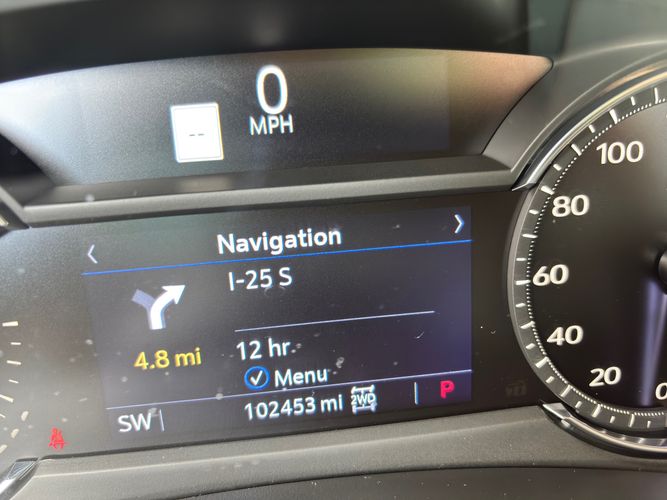 0
MPH
--
Navigation
I-25 S
4.8 mi
12 hr
Menu
SW
102453 mi
2WD
P
100
80
60
40
20
0